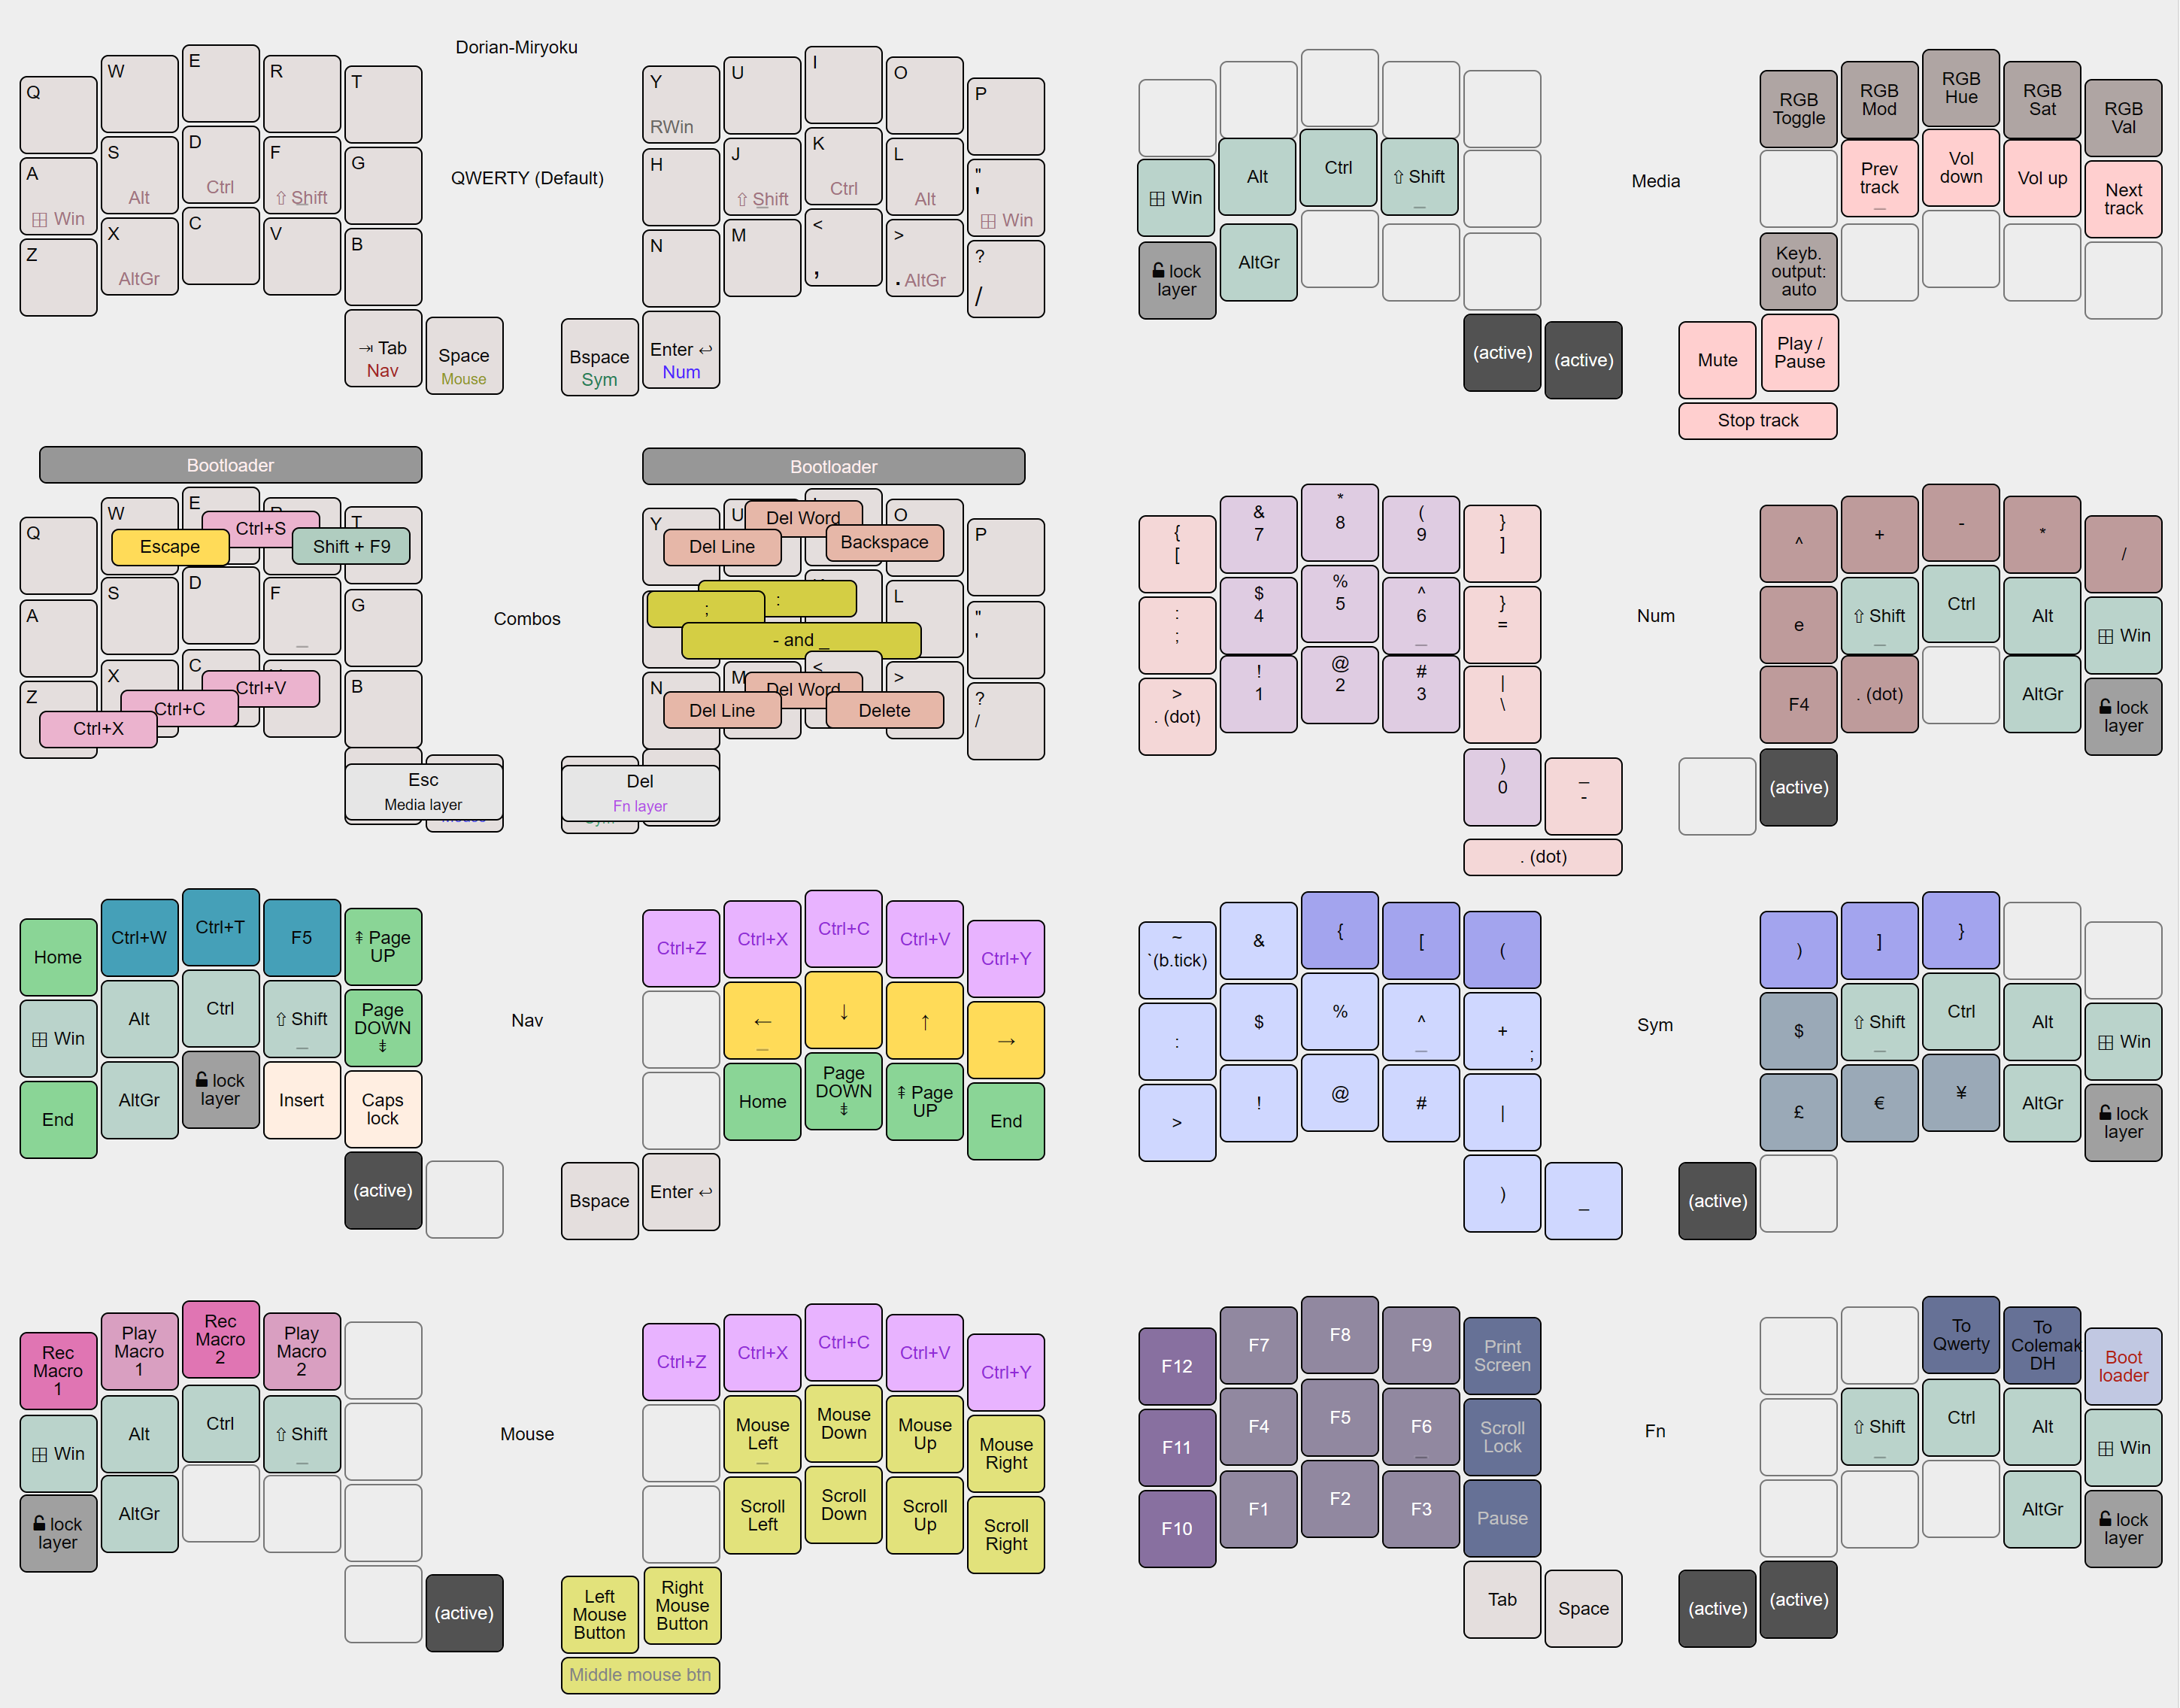 Dorian-Miryoku
QWERTY (Default)
Q
W
E
R
T
A
⊞ Win
S
Alt
D
Ctrl
F
⇧ Shift
G
Z
X
AltGr
C
V
B
⇥ Tab
Nav
Space
Mouse
Y
RWin
U
I
O
P
H
J
⇧ Shift
K
Ctrl
L
Alt
"
'
⊞ Win
N
M
<
,
>
. AltGr
?
/
Bspace
Sym
Enter ↩
Num
Media
⊞ Win
Alt
Ctrl
⇧ Shift
_
lock
layer
AltGr
(active)
(active)
RGB
Toggle
RGB
Mod
RGB
Hue
RGB
Sat
RGB
Val
Prev
track
_
Vol
down
Vol up
Next
track
Keyb.
output:
auto
Mute
Play /
Pause
Stop track
Combos
Bootloader
Q
W
E
T
Escape
Ctrl+S
Shift + F9
A
S
D
F
_
G
Z
X
C
B
Ctrl+X
Ctrl+C
Ctrl+V
Esc
Media layer
Bootloader
Y
U
O
P
Del Line
Del Word
Backspace
;
:
- and _
L
"
'
N
M
<
>
?
/
Del Line
Del Word
Delete
Del
Fn layer
Num
{
[
&
7
*
8
(
9
}
]
:
;
$
4
%
5
^
6
_
}
=
>
. (dot)
!
1
@
2
#
3
|
\
)
0
_
-
. (dot)
^
+
-
*
/
e
⇧ Shift
_
Ctrl
Alt
⊞ Win
F4
. (dot)
AltGr
lock
layer
(active)
Nav
Home
Ctrl+W
Ctrl+T
F5
⇞ Page
UP
⊞ Win
Alt
Ctrl
⇧ Shift
_
Page
DOWN
⇟
End
AltGr
lock
layer
Insert
Caps
lock
(active)
Ctrl+Z
Ctrl+X
Ctrl+C
Ctrl+V
Ctrl+Y
←
_
↓
↑
→
Home
Page
DOWN
⇟
⇞ Page
UP
End
Bspace
Enter ↩
Sym
~
`(b.tick)
&
{
[
(
:
$
%
^
_
+
;
>
!
@
#
|
)
_
)
]
}
$
⇧ Shift
_
Ctrl
Alt
⊞ Win
£
€
¥
AltGr
lock
layer
(active)
Mouse
Rec
Macro
1
Play
Macro
1
Rec
Macro
2
Play
Macro
2
⊞ Win
Alt
Ctrl
⇧ Shift
_
lock
layer
AltGr
(active)
Ctrl+Z
Ctrl+X
Ctrl+C
Ctrl+V
Ctrl+Y
Mouse
Left
_
Mouse
Down
Mouse
Up
Mouse
Right
Scroll
Left
Scroll
Down
Scroll
Up
Scroll
Right
Left
Mouse
Button
Right
Mouse
Button
Middle mouse btn
Fn
F12
F7
F8
F9
Print
Screen
F11
F4
F5
F6
_
Scroll
Lock
F10
F1
F2
F3
Pause
Tab
Space
To
Qwerty
To
Colemak
DH
Boot
loader
⇧ Shift
_
Ctrl
Alt
⊞ Win
AltGr
lock
layer
(active)
(active)